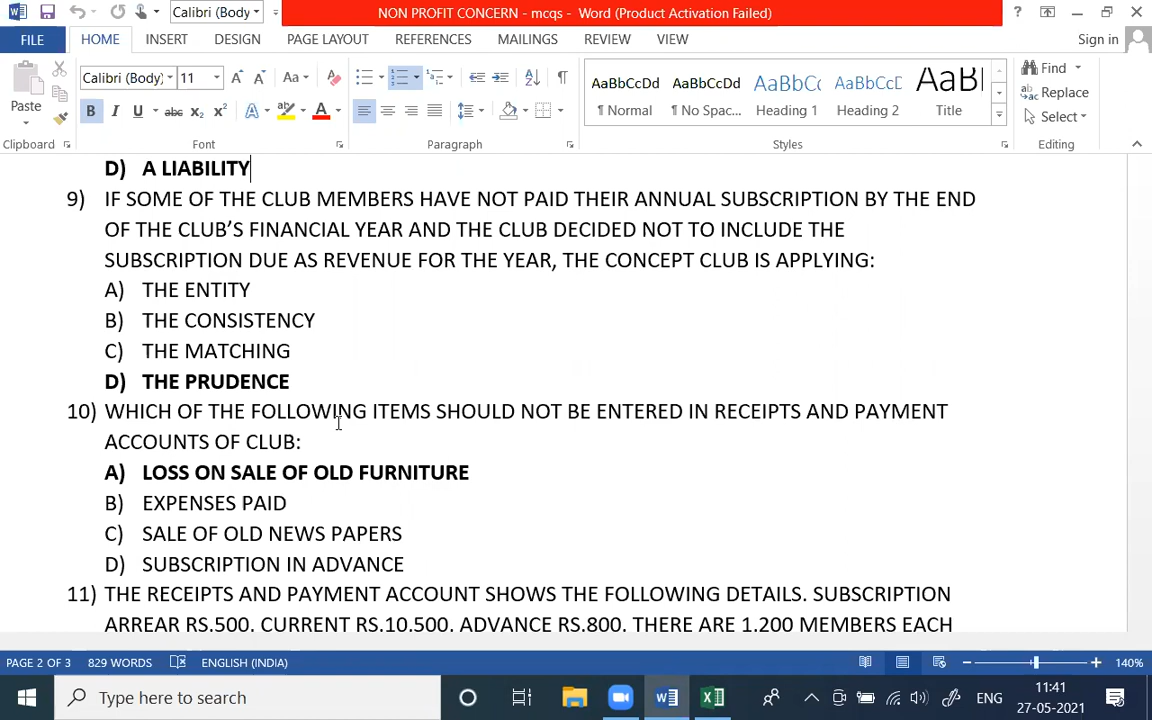 Calibri (Body
NON PROFIT CONCERN - mcqs - Word (Product Activation Failed)
?
FILE HOME INSERT DESIGN PAGE LAYOUT REFERENCES MAILINGS REVIEW VIEW Sign in
Paste
Calibri (Body) 11 Aa
B I U abc x₂ x² A A
AaBbCcDd AaBbCcDd AaBbCc AaBbCcD AaB
¶ Normal ¶ No Spac... Heading 1 Heading 2 Title
Find
Replace
Select
Clipboard Font Paragraph Styles Editing
D) A LIABILITY
9) IF SOME OF THE CLUB MEMBERS HAVE NOT PAID THEIR ANNUAL SUBSCRIPTION BY THE END
OF THE CLUB’S FINANCIAL YEAR AND THE CLUB DECIDED NOT TO INCLUDE THE
SUBSCRIPTION DUE AS REVENUE FOR THE YEAR, THE CONCEPT CLUB IS APPLYING:
A) THE ENTITY
B) THE CONSISTENCY
C) THE MATCHING
D) THE PRUDENCE
10) WHICH OF THE FOLLOWING ITEMS SHOULD NOT BE ENTERED IN RECEIPTS AND PAYMENT
ACCOUNTS OF CLUB:
A) LOSS ON SALE OF OLD FURNITURE
B) EXPENSES PAID
C) SALE OF OLD NEWS PAPERS
D) SUBSCRIPTION IN ADVANCE
11) THE RECEIPTS AND PAYMENT ACCOUNT SHOWS THE FOLLOWING DETAILS. SUBSCRIPTION
ARREAR RS.500. CURRENT RS.10,500. ADVANCE RS.800. THERE ARE 1,200 MEMBERS EACH
PAGE 2 OF 3 829 WORDS ENGLISH (INDIA) 140%
Type here to search
ENG
11:41
27-05-2021